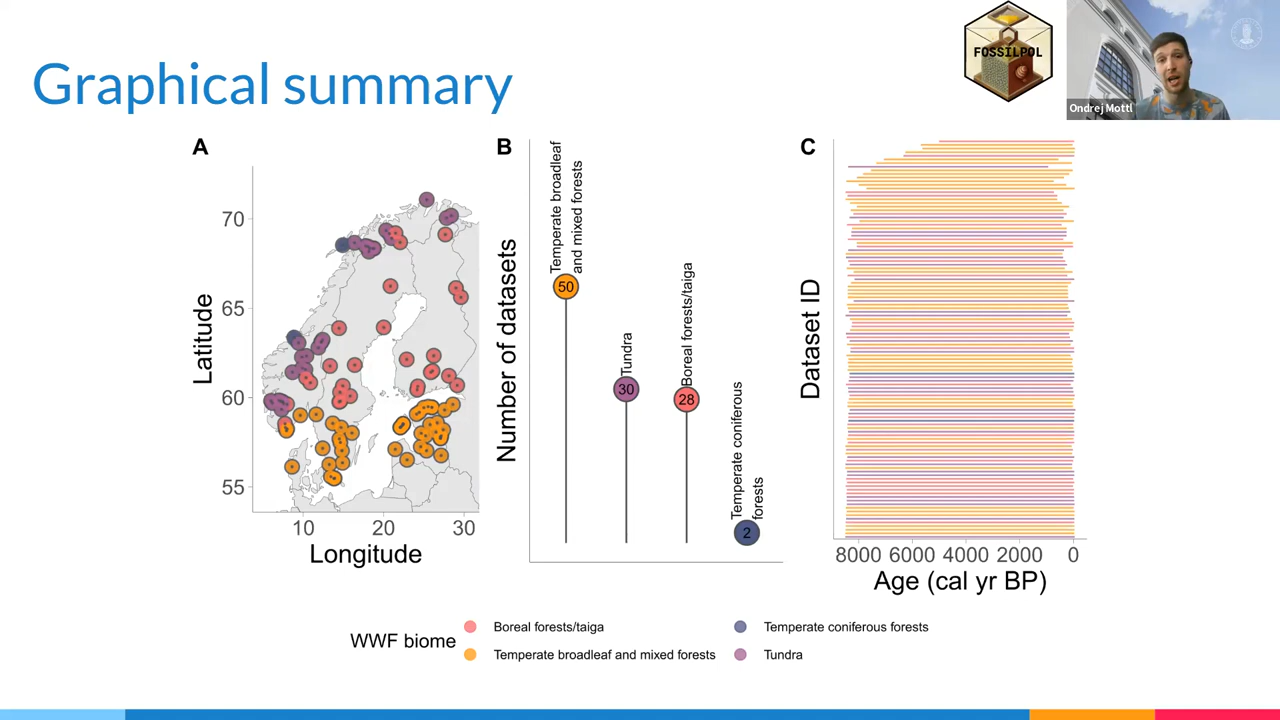 Graphical summary
FOSSILPOL
Ondrej Mottl
A
Latitude
70
65
60
55
10 20 30
Longitude
B
Number of datasets
Temperate broadleaf
and mixed forests
50
Tundra
30
Boreal forests/taiga
28
Temperate coniferous
forests
2
C
Dataset ID
8000 6000 4000 2000 0
Age (cal yr BP)
WWF biome
Boreal forests/taiga
Temperate coniferous forests
Temperate broadleaf and mixed forests
Tundra